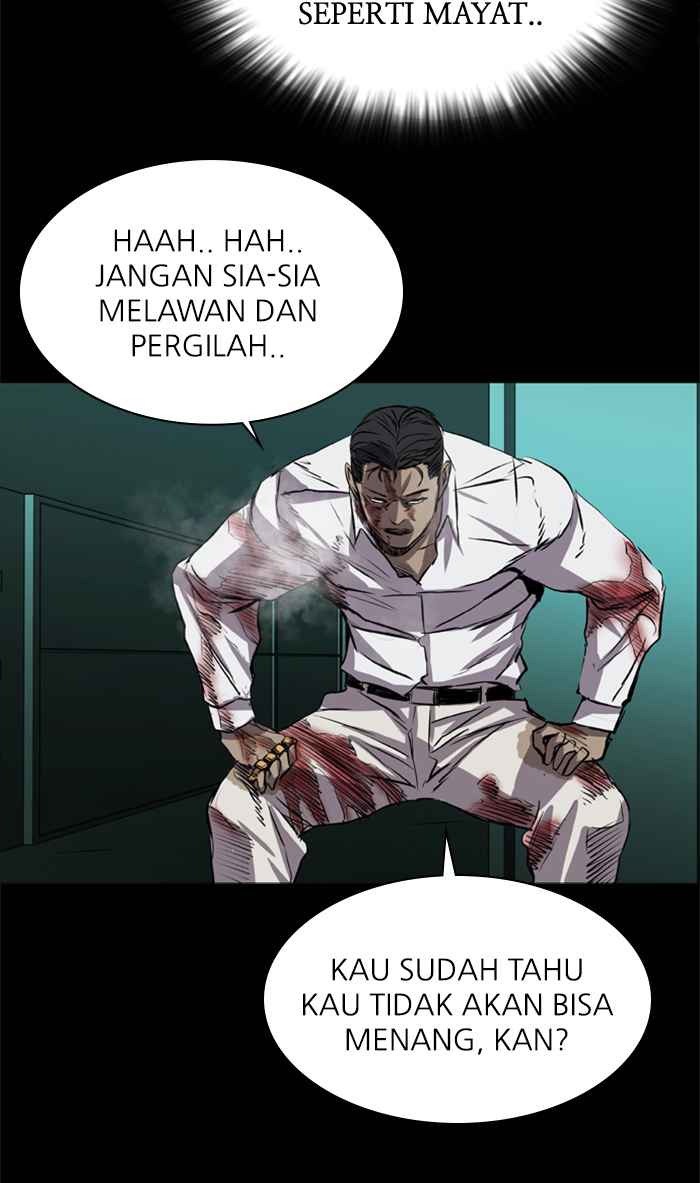 SEPERTI MAYAT..
HAAH.. HAH..
JANGAN SIA-SIA
MELAWAN DAN
PERGILAH..
KAU SUDAH TAHU
KAU TIDAK AKAN BISA
MENANG, KAN?